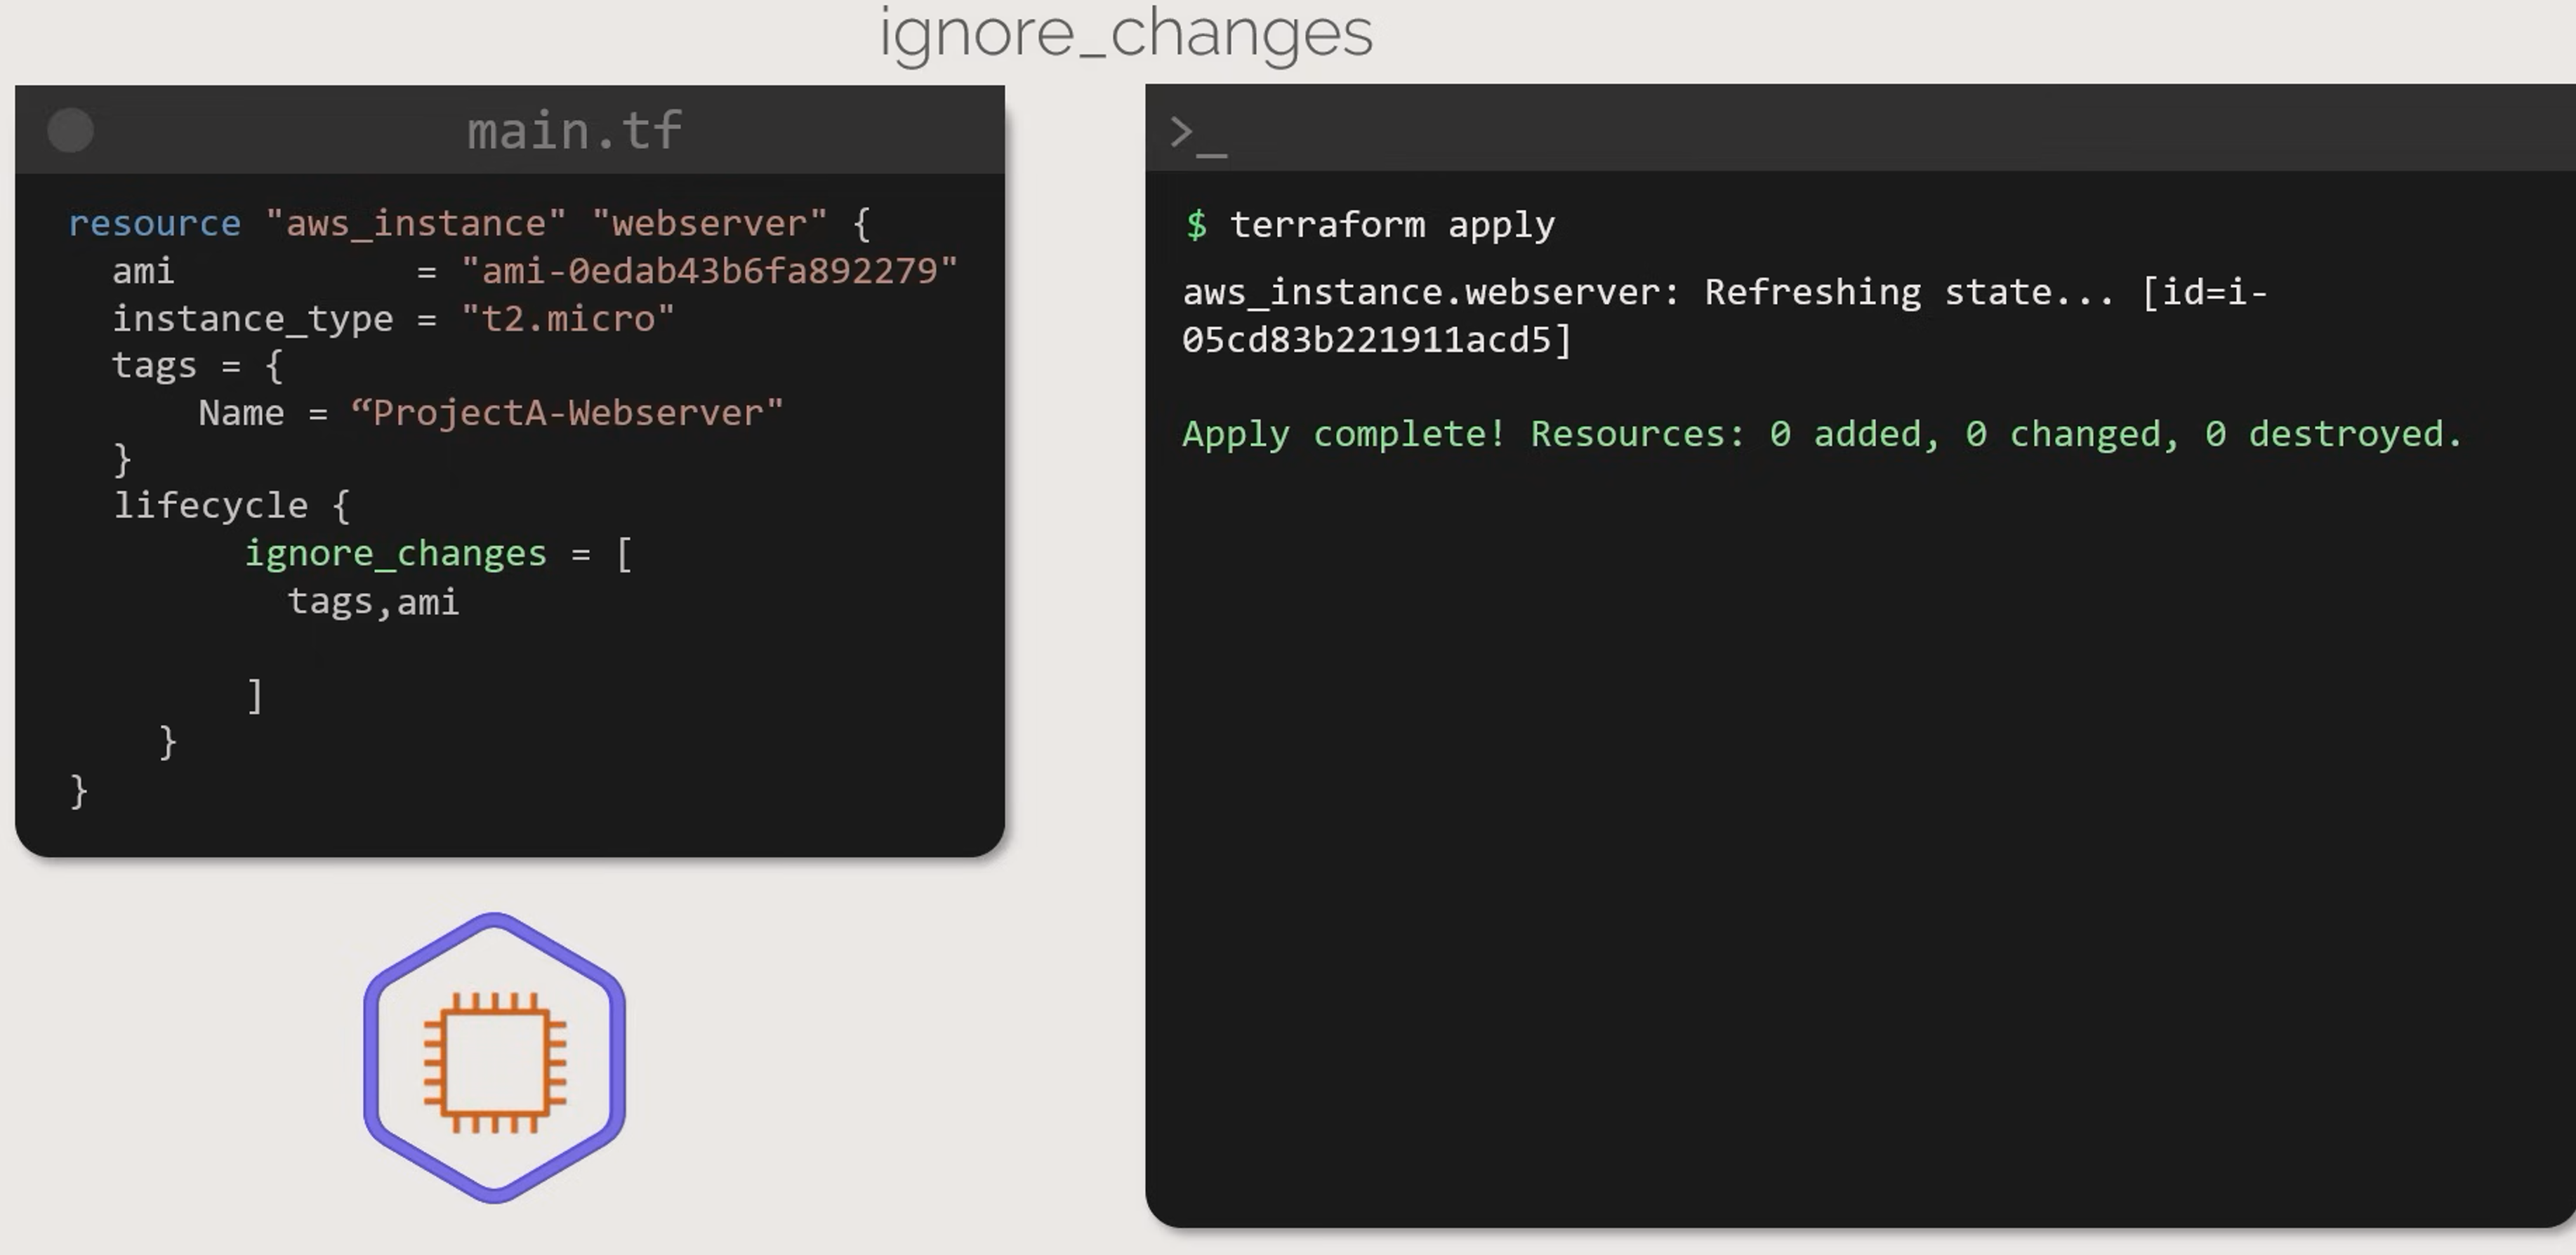 ignore_changes
main.tf
resource "aws_instance" "webserver" {
  ami           = "ami-0edab43b6fa892279"
  instance_type = "t2.micro"
  tags = {
      Name = “ProjectA-Webserver"
  }
  lifecycle {
        ignore_changes = [
          tags,ami
        ]
    }
}
>_
$ terraform apply
aws_instance.webserver: Refreshing state... [id=i-
05cd83b221911acd5]
Apply complete! Resources: 0 added, 0 changed, 0 destroyed.